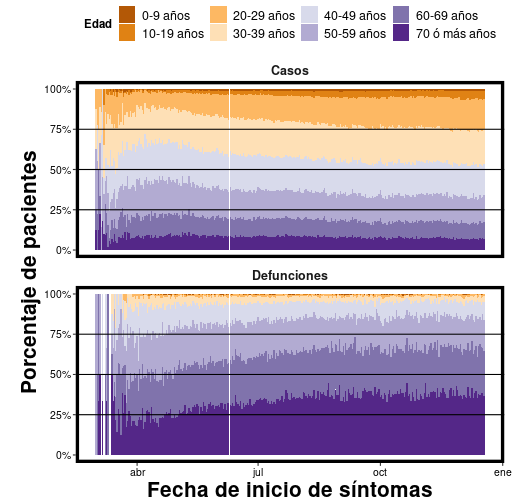 Edad
0-9 años 20-29 años 40-49 años 60-69 años
10-19 años 30-39 años 50-59 años 70 ó más años
Casos
100%
75%
50%
25%
0%
Defunciones
100%
75%
50%
25%
0%
abr jul oct ene
Porcentaje de pacientes
Fecha de inicio de síntomas